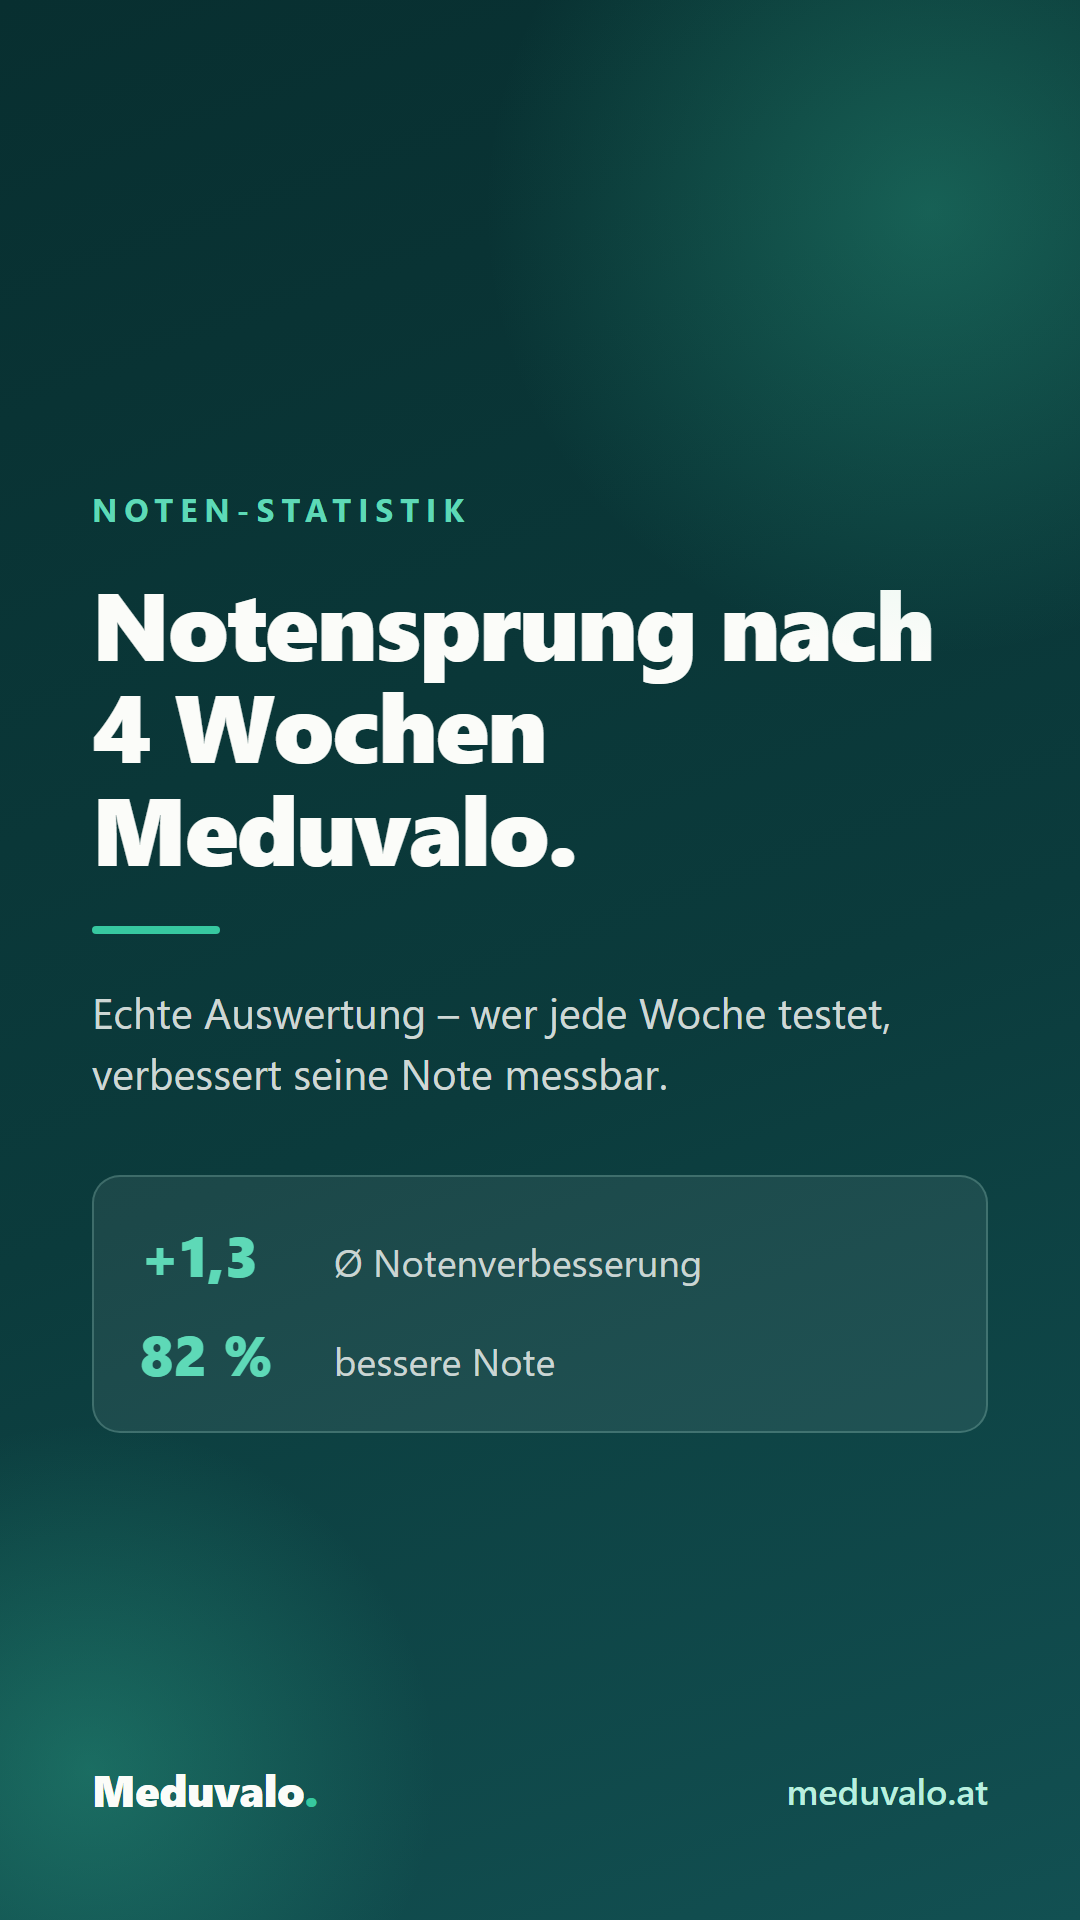 NOTEN-STATISTIK
Notensprung nach
4 Wochen
Meduvalo.
Echte Auswertung – wer jede Woche testet,
verbessert seine Note messbar.
+1,3 Ø Notenverbesserung
82 % bessere Note
Meduvalo. meduvalo.at